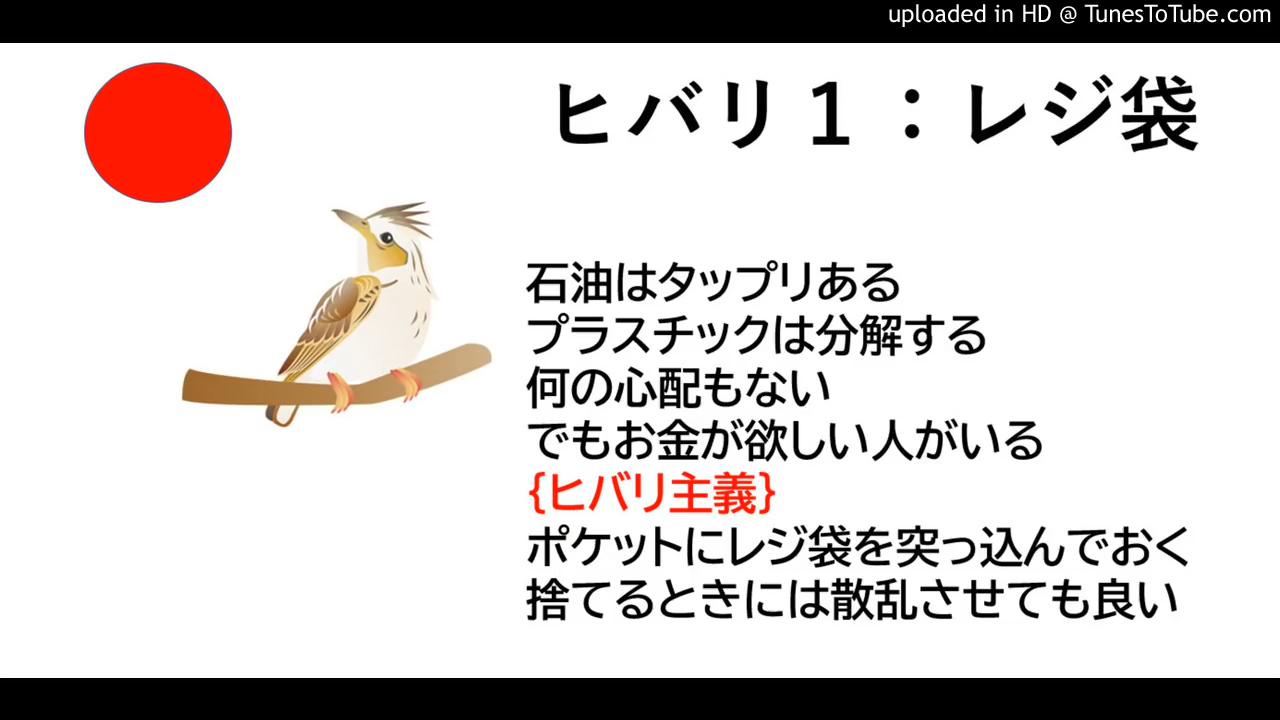 uploaded in HD @ TunesToTube.com
ヒバリ１：レジ袋
石油はタップリある
プラスチックは分解する
何の心配もない
でもお金が欲しい人がいる
{ヒバリ主義}
ポケットにレジ袋を突っ込んでおく
捨てるときには散乱させても良い